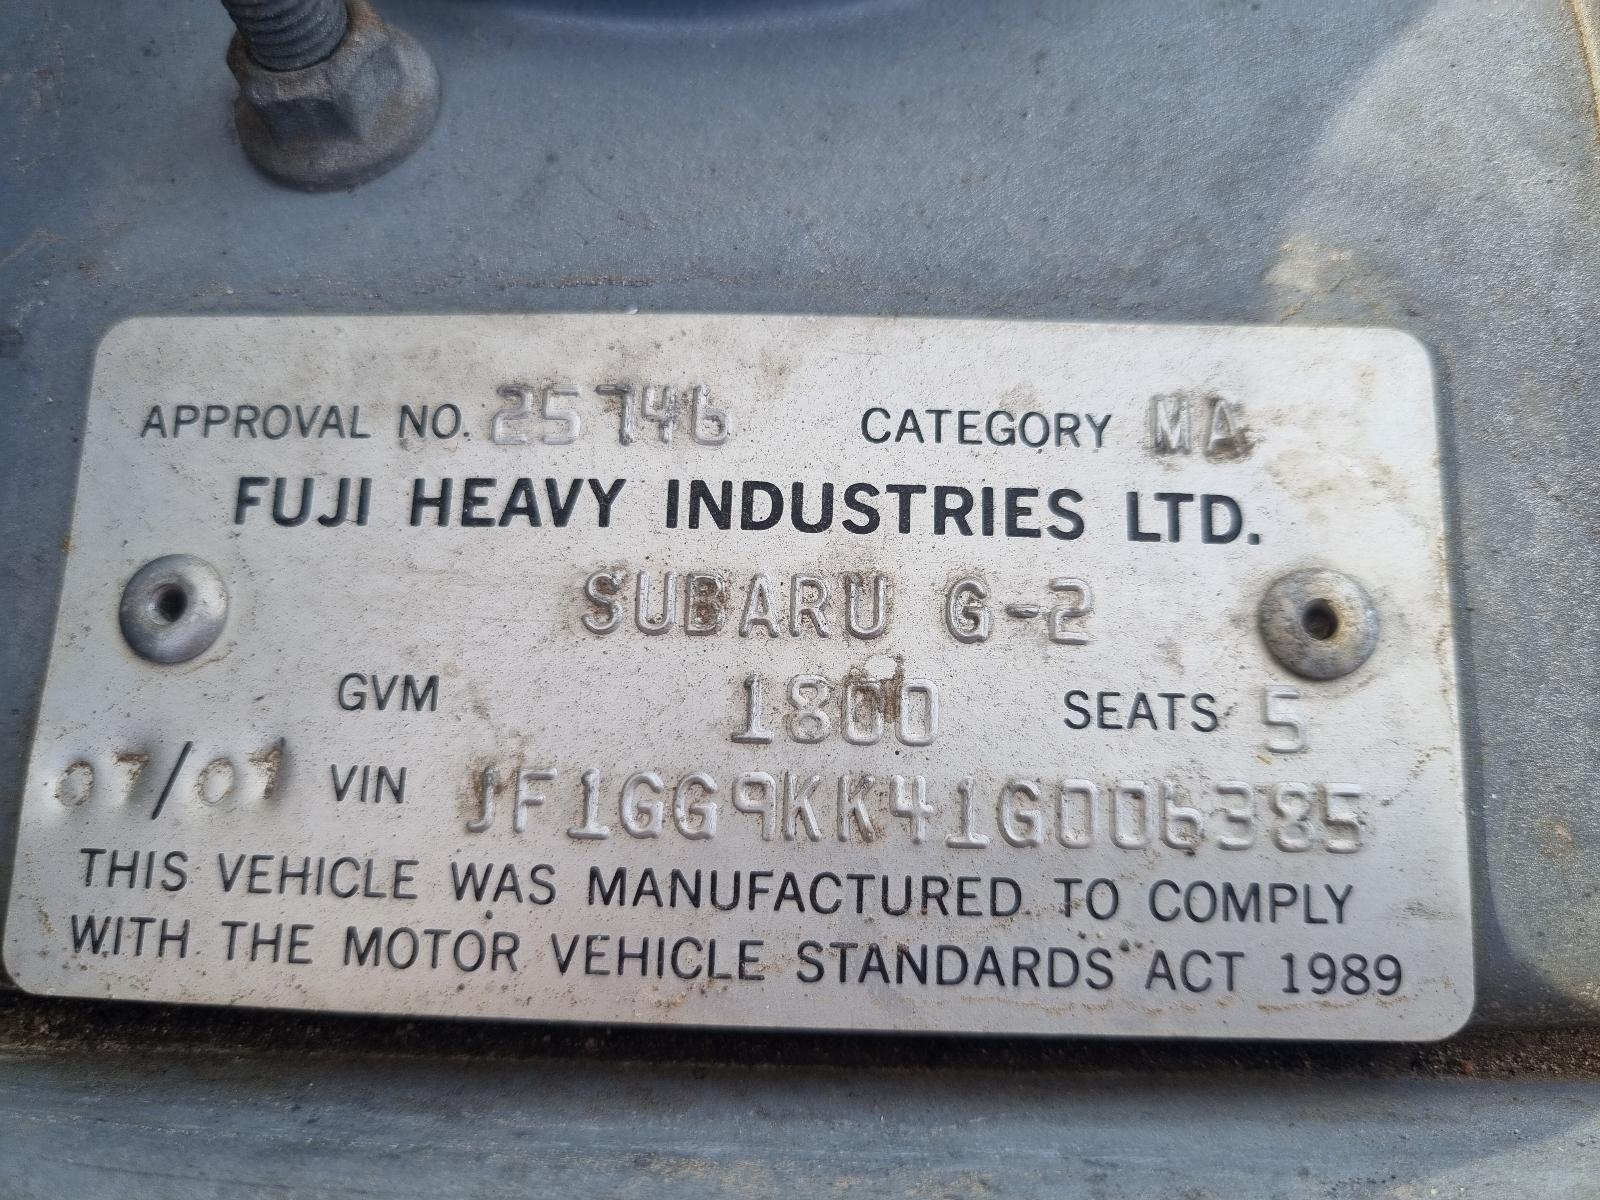 APPROVAL NO. 25746 CATEGORY MA
FUJI HEAVY INDUSTRIES LTD.
SUBARU G-2
GVM 1800 SEATS 5
07/07 VIN JF1GG9KK41G006385
THIS VEHICLE WAS MANUFACTURED TO COMPLY
WITH THE MOTOR VEHICLE STANDARDS ACT 1989